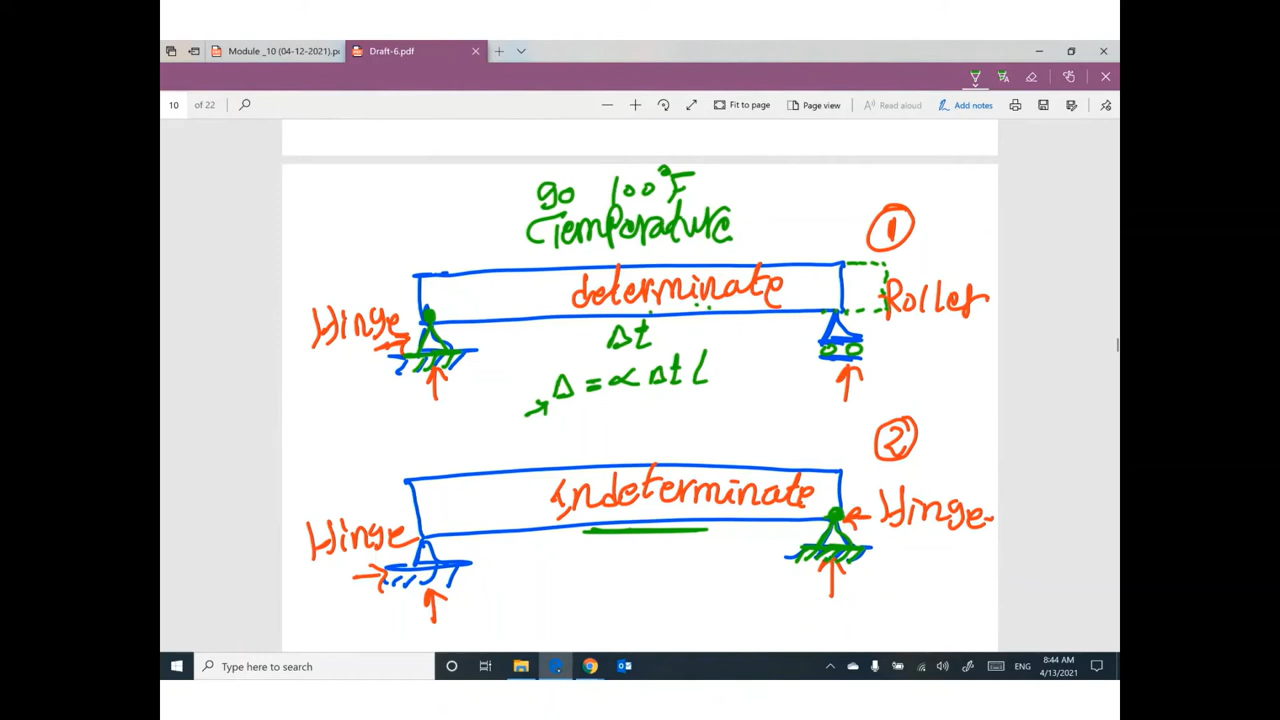 Module _10 (04-12-2021).p
Draft-6.pdf
10 of 22
Fit to page
Page view
Read aloud
Add notes
90 100°F
Temperature
1
determinate
Hinge
Roller
Δt
Δ = α Δt L
2
Indeterminate
Hinge
Hinge
Type here to search
ENG
8:44 AM
4/13/2021